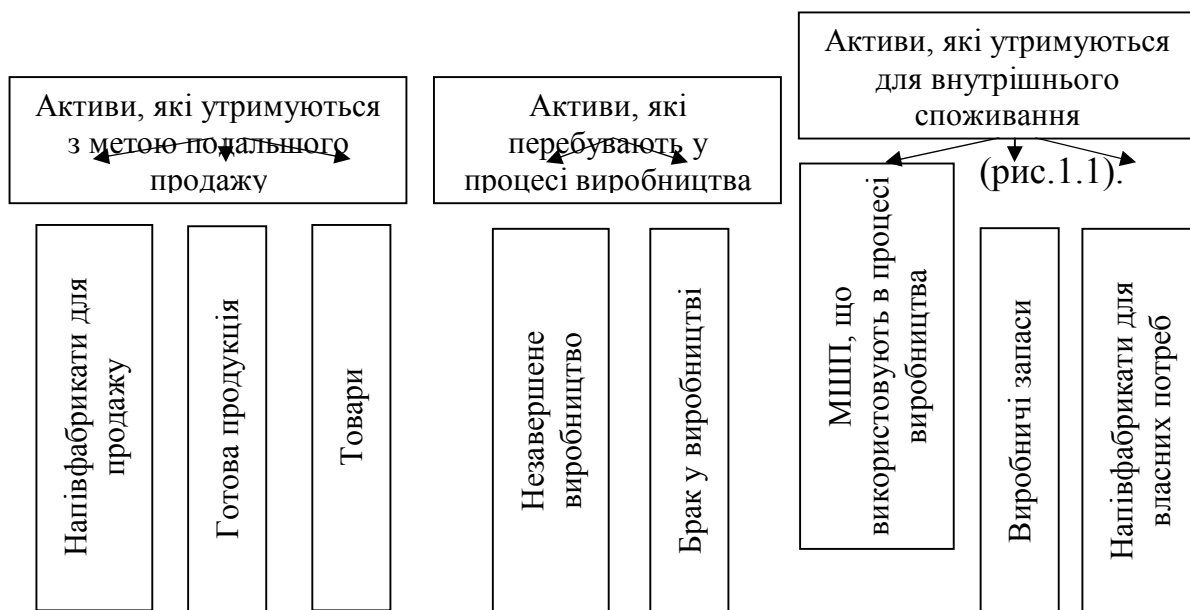 Активи, які утримуються
з метою подальшого
продажу
Активи, які
перебувають у
процесі виробництва
Активи, які утримуються
для внутрішнього
споживання
(рис.1.1).
Напівфабрикати для
продажу
Готова продукція
Товари
Незавершене
виробництво
Брак у виробництві
МШП, що
використовують в процесі
виробництва
Виробничі запаси
Напівфабрикати для
власних потреб